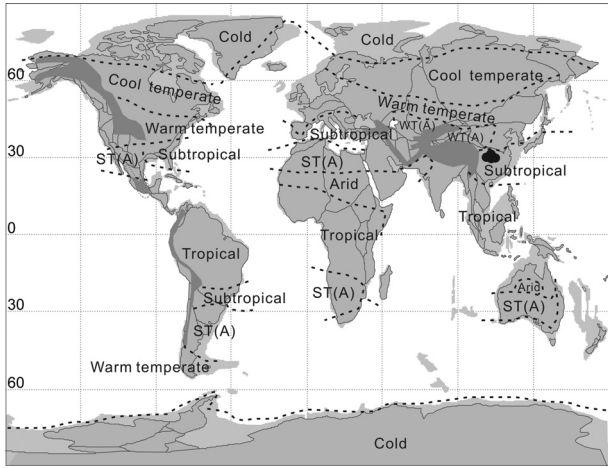 Cold
Cold
60
Cool temperate
Cool temperate
Warm temperate
Warm temperate
WT(A)
WT(A)
Subtropical
ST(A)
Subtropical
30
ST(A)
Subtropical
Arid
Tropical
0
Tropical
Tropical
ST(A)
Subtropical
Arid
ST(A)
30
ST(A)
Warm temperate
60
Cold